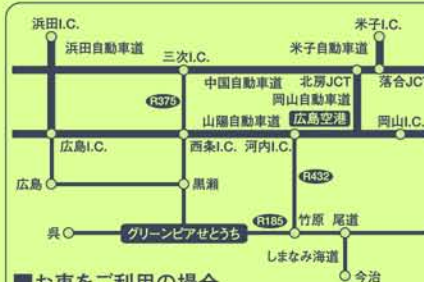 浜田I.C.
米子I.C.
浜田自動車道
米子自動車道
三次I.C.
中国自動車道
北房JCT
落合JCT
R375
岡山自動車道
山陽自動車道
広島空港
岡山I.C.
広島I.C.
西条I.C.
河内I.C.
R432
広島
黒瀬
R185
竹原
尾道
呉
グリーンピアせとうち
しまなみ海道
今治
■お車をご利用の場合